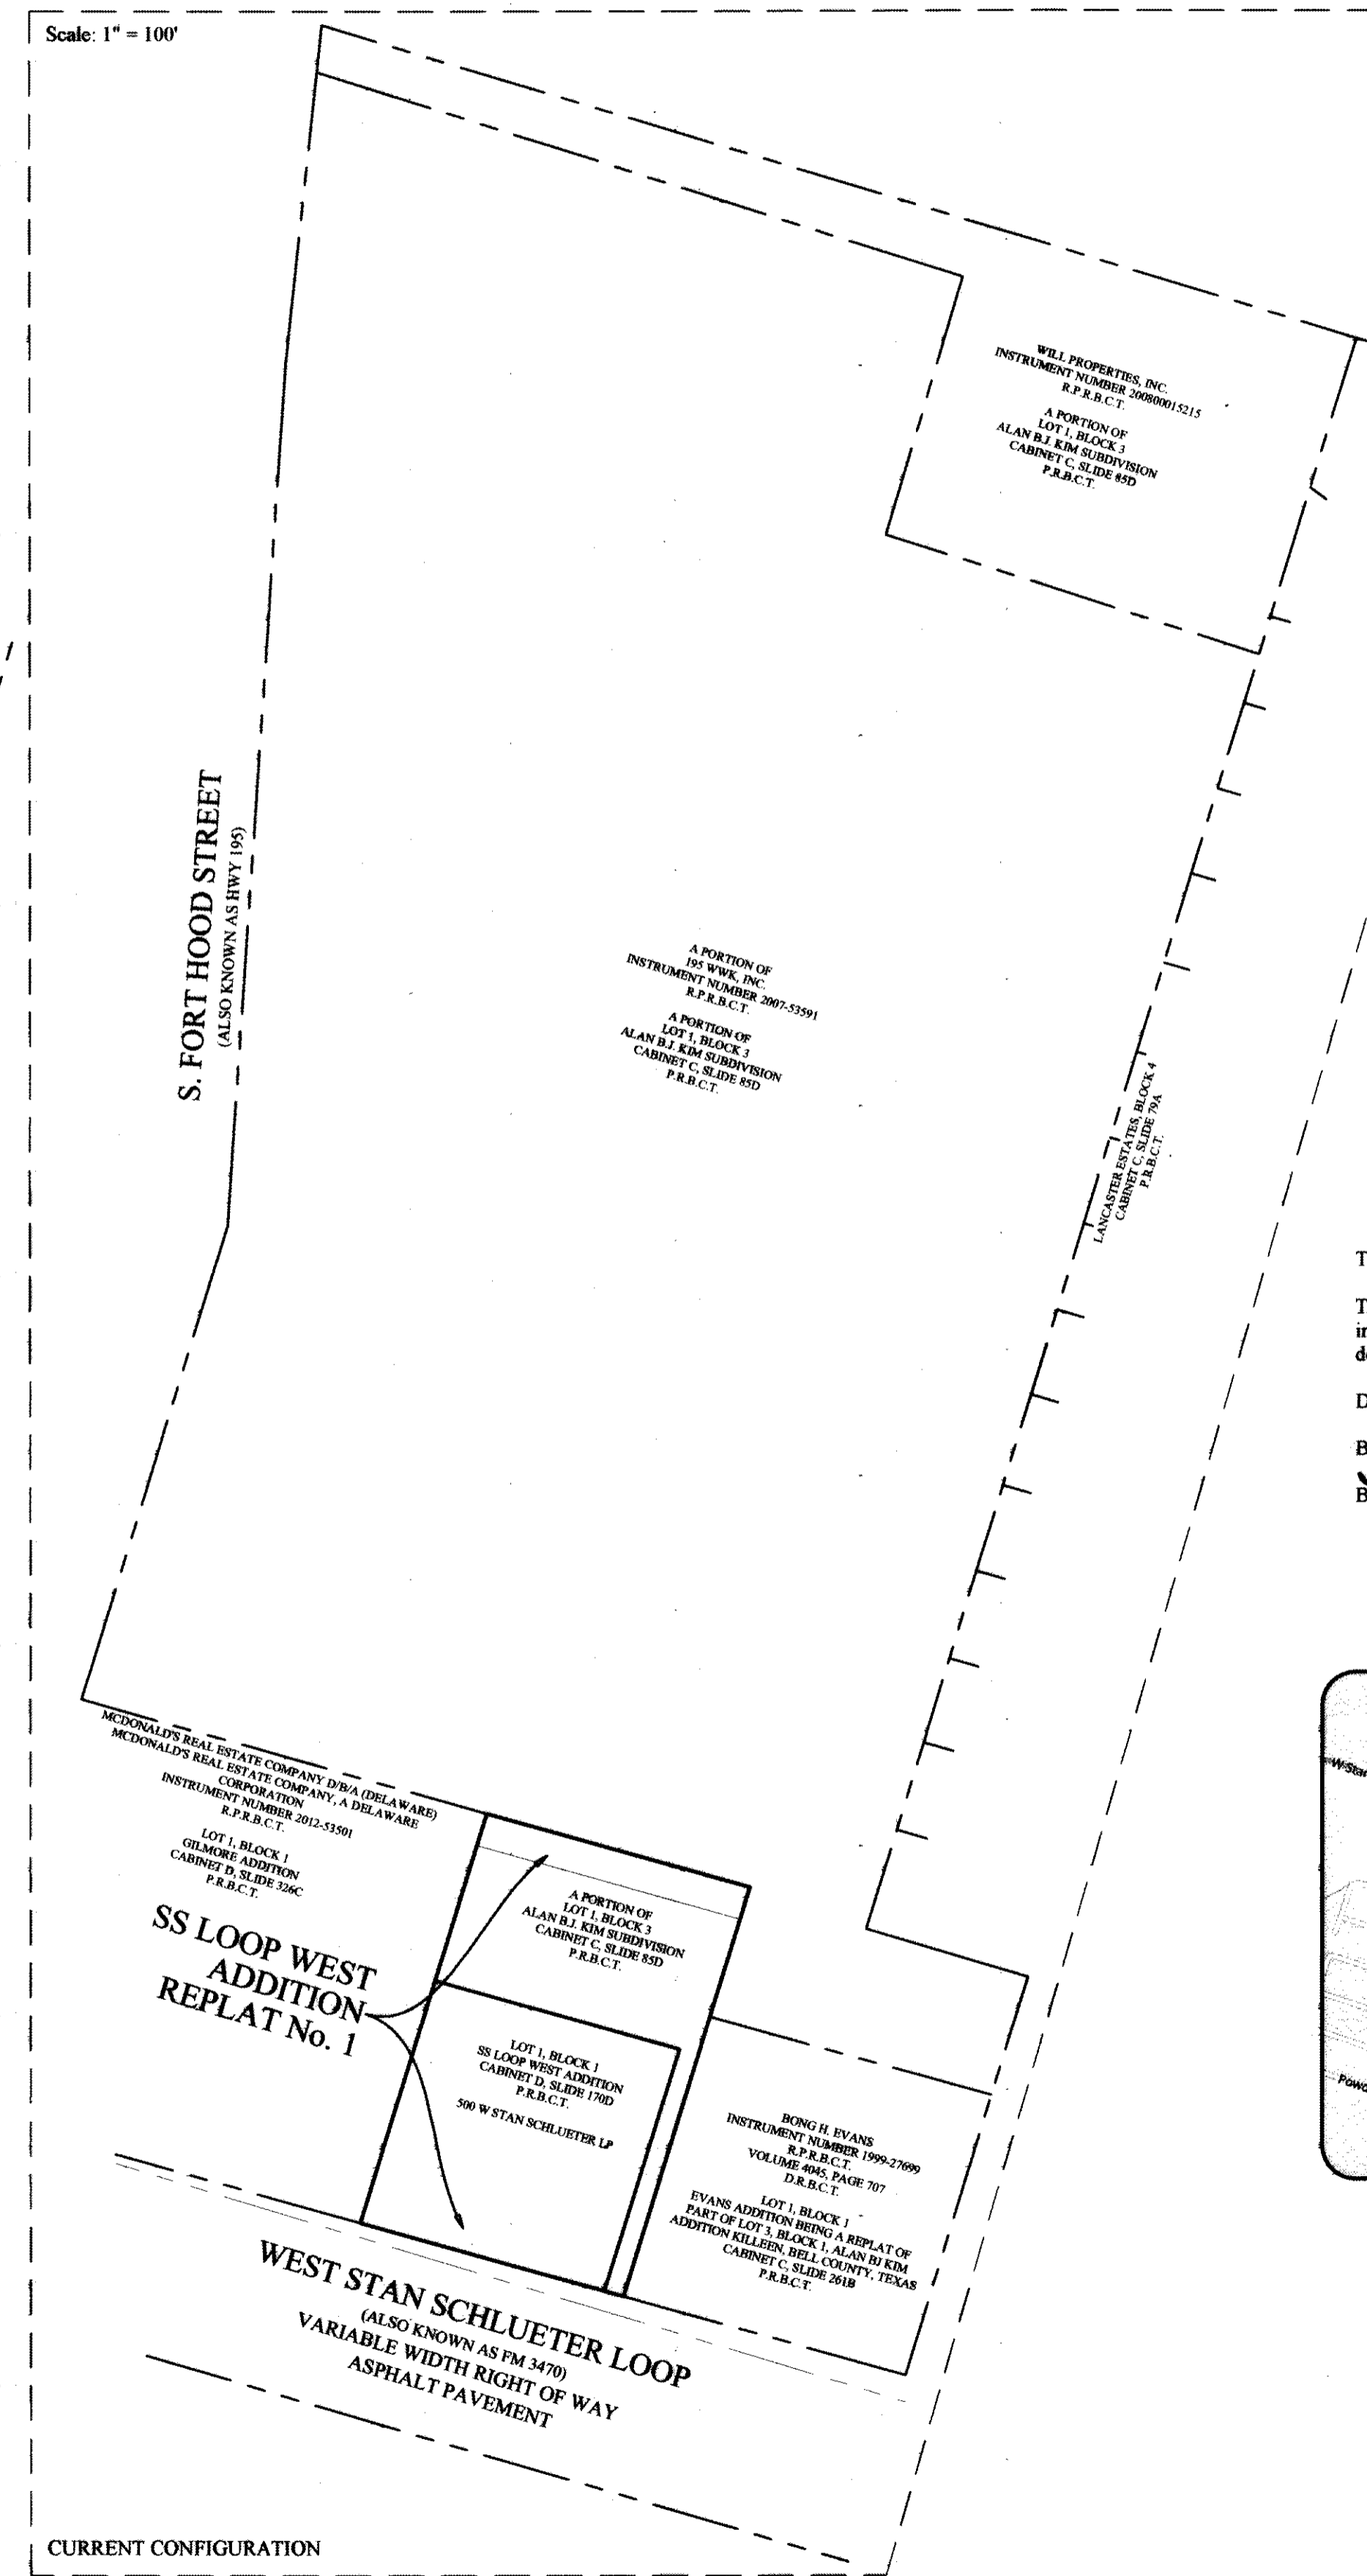 Scale: 1" = 100'
WILL PROPERTIES, INC.
INSTRUMENT NUMBER 200800015215
R.P.R.B.C.T.
A PORTION OF
LOT 1, BLOCK 3
ALAN B.J. KIM SUBDIVISION
CABINET C, SLIDE 85D
P.R.B.C.T.
S. FORT HOOD STREET
(ALSO KNOWN AS HWY 195)
A PORTION OF
195 WWK, INC.
INSTRUMENT NUMBER 2007-53591
R.P.R.B.C.T.
A PORTION OF
LOT 1, BLOCK 3
ALAN B.J. KIM SUBDIVISION
CABINET C, SLIDE 85D
P.R.B.C.T.
LANCASTER ESTATES, BLOCK 4
CABINET C, SLIDE 79A
P.R.B.C.T.
T
T
in
d
D
B
B
MCDONALD'S REAL ESTATE COMPANY D/B/A (DELAWARE)
MCDONALD'S REAL ESTATE COMPANY, A DELAWARE
CORPORATION
INSTRUMENT NUMBER 2012-53501
R.P.R.B.C.T.
LOT 1, BLOCK 1
GILMORE ADDITION
CABINET D, SLIDE 326C
P.R.B.C.T.
SS LOOP WEST
ADDITION
REPLAT No. 1
A PORTION OF
LOT 1, BLOCK 3
ALAN B.J. KIM SUBDIVISION
CABINET C, SLIDE 85D
P.R.B.C.T.
LOT 1, BLOCK 1
SS LOOP WEST ADDITION
CABINET D, SLIDE 170D
P.R.B.C.T.
500 W STAN SCHLUETER LP
BONG H. EVANS
INSTRUMENT NUMBER 1999-27699
R.P.R.B.C.T.
VOLUME 4045, PAGE 707
D.R.B.C.T.
LOT 1, BLOCK 1
EVANS ADDITION BEING A REPLAT OF
PART OF LOT 3, BLOCK 1, ALAN BJ KIM
ADDITION KILLEEN, BELL COUNTY, TEXAS
CABINET C, SLIDE 261B
P.R.B.C.T.
WEST STAN SCHLUETER LOOP
(ALSO KNOWN AS FM 3470)
VARIABLE WIDTH RIGHT OF WAY
ASPHALT PAVEMENT
CURRENT CONFIGURATION